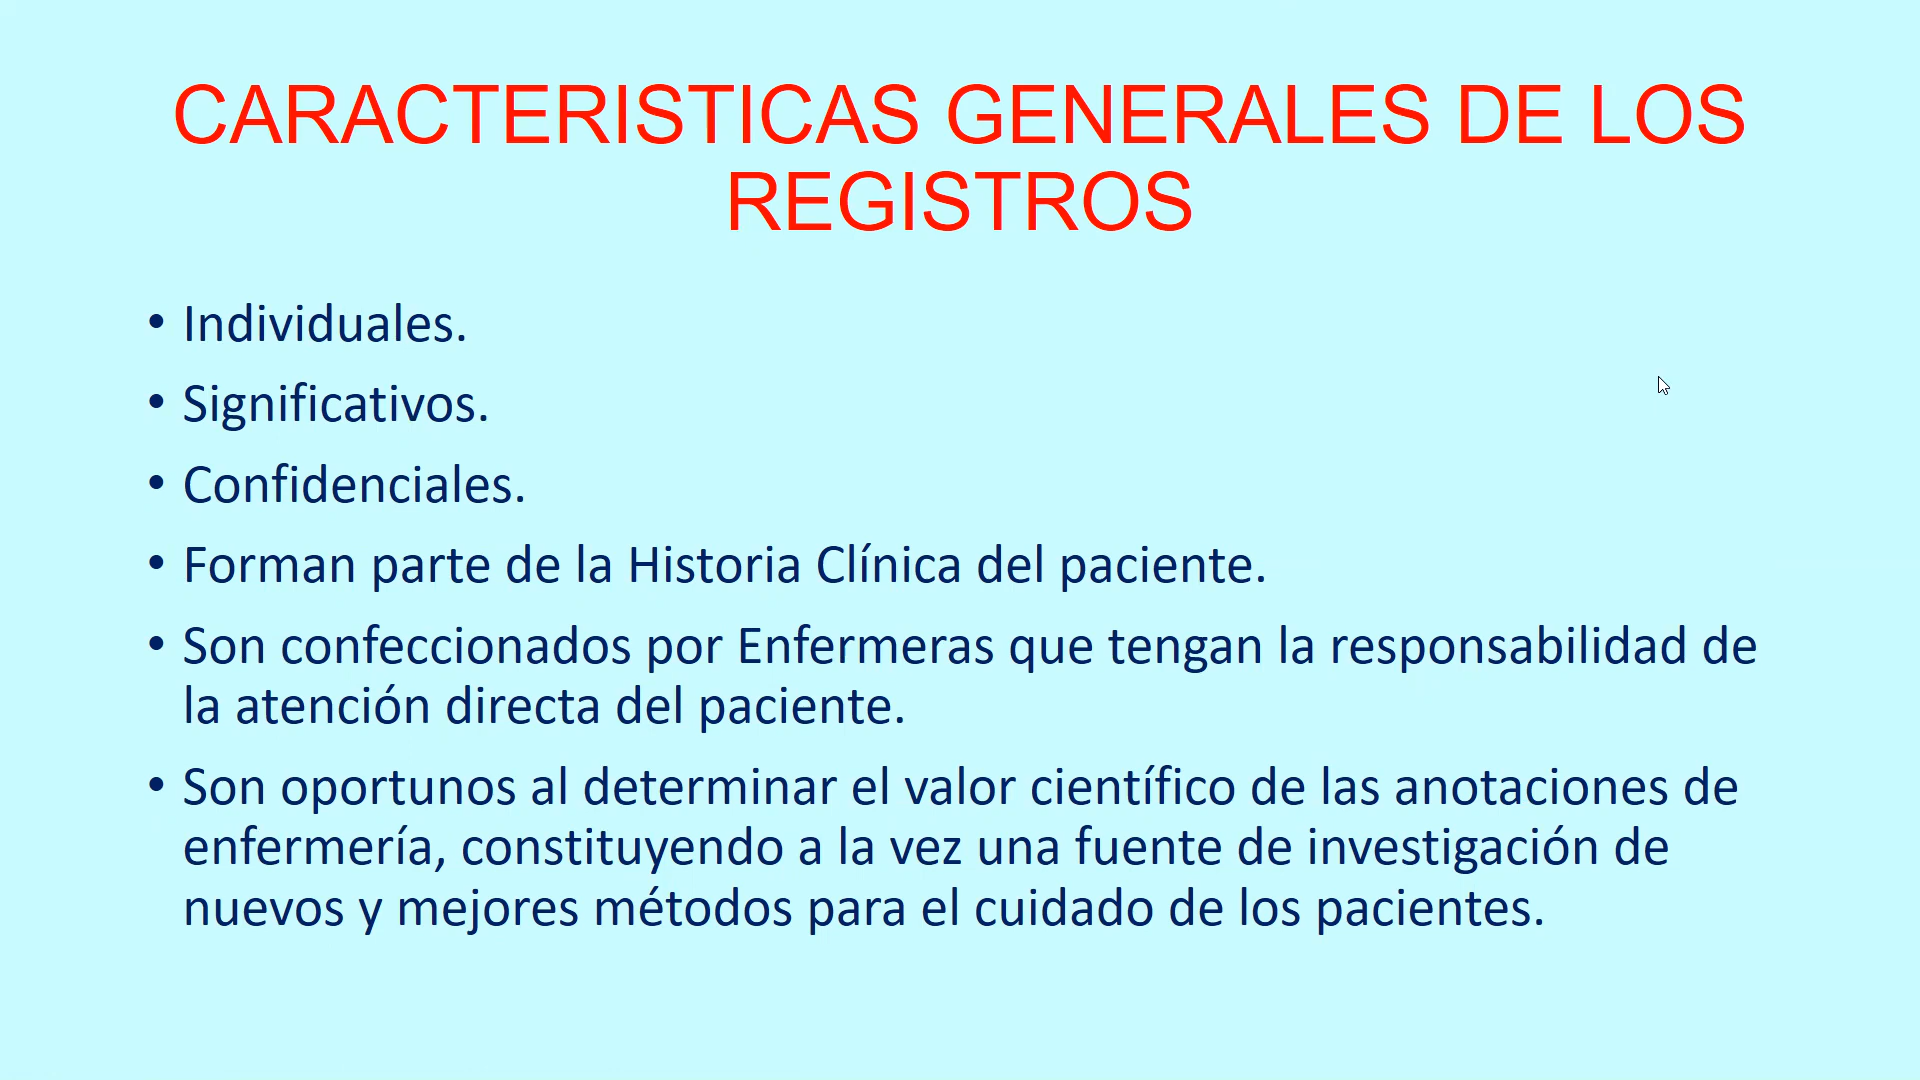 CARACTERISTICAS GENERALES DE LOS
REGISTROS
• Individuales.
• Significativos.
• Confidenciales.
• Forman parte de la Historia Clínica del paciente.
• Son confeccionados por Enfermeras que tengan la responsabilidad de
la atención directa del paciente.
• Son oportunos al determinar el valor científico de las anotaciones de
enfermería, constituyendo a la vez una fuente de investigación de
nuevos y mejores métodos para el cuidado de los pacientes.